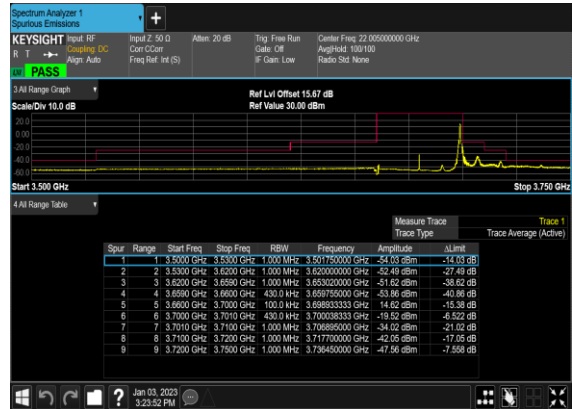 Spectrum Analyzer 1
Spurious Emissions
+
KEYSIGHT Input: RF Input Z: 50 Ω Atten: 20 dB Trig: Free Run Center Freq: 22.005000000 GHz
R T Coupling: DC Corr CCorr Gate: Off Avg|Hold: 100/100
Align: Auto Freq Ref: Int (S) IF Gain: Low Radio Std: None
LXI PASS
3 All Range Graph Ref Lvl Offset 15.67 dB
Scale/Div 10.0 dB Ref Value 30.00 dBm
20.0
0.00
-20.0
-40.0
-60.0
Start 3.500 GHz Stop 3.750 GHz
4 All Range Table
Measure Trace Trace 1
Trace Type Trace Average (Active)
Spur Range Start Freq Stop Freq RBW Frequency Amplitude ΔLimit
1 1 3.5000 GHz 3.5300 GHz 1.000 MHz 3.501750000 GHz -54.03 dBm -14.03 dB
2 2 3.5300 GHz 3.6200 GHz 1.000 MHz 3.620000000 GHz -52.49 dBm -27.49 dB
3 3 3.6200 GHz 3.6590 GHz 1.000 MHz 3.653020000 GHz -51.62 dBm -38.62 dB
4 4 3.6590 GHz 3.6600 GHz 430.0 kHz 3.659755000 GHz -53.86 dBm -40.86 dB
5 5 3.6600 GHz 3.7000 GHz 100.0 kHz 3.698933333 GHz 14.62 dBm -15.38 dB
6 6 3.7000 GHz 3.7010 GHz 430.0 kHz 3.700038333 GHz -19.52 dBm -6.522 dB
7 7 3.7010 GHz 3.7100 GHz 1.000 MHz 3.706895000 GHz -34.02 dBm -21.02 dB
8 8 3.7100 GHz 3.7200 GHz 1.000 MHz 3.717700000 GHz -42.05 dBm -17.05 dB
9 9 3.7200 GHz 3.7500 GHz 1.000 MHz 3.736450000 GHz -47.56 dBm -7.558 dB
? Jan 03, 2023
3:23:52 PM